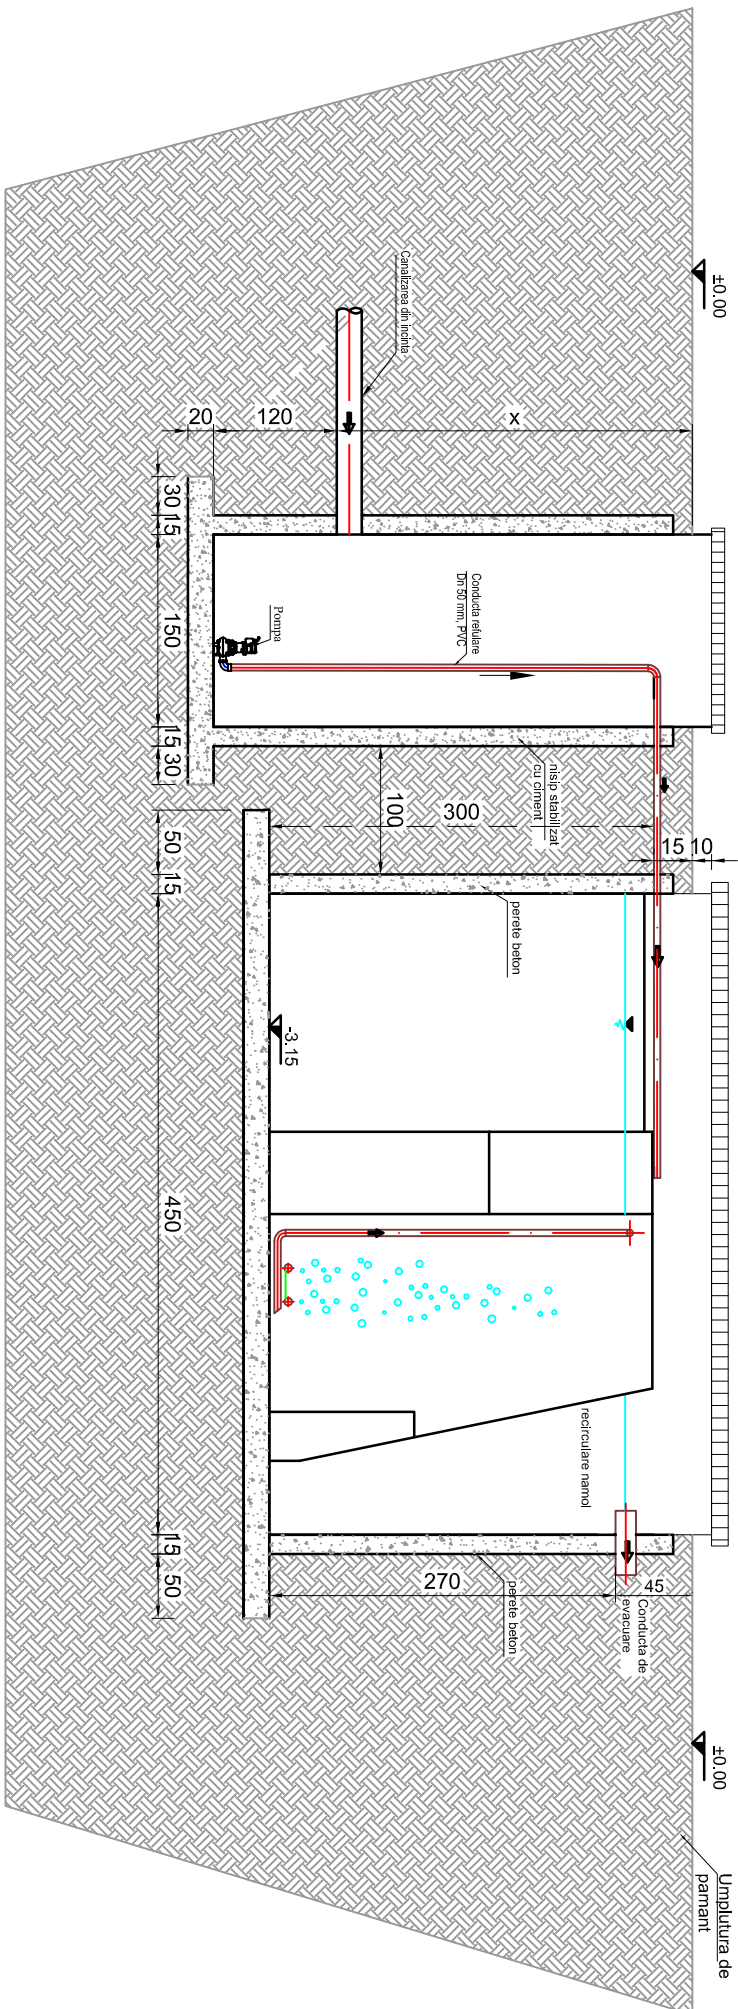 ±0.00
±0.00
Umplutura de
pamant
Canalizarea din incinta
x
120
20
30
15
150
15
30
Pompa
Conducta refulare
Dn 50 mm, PVC
nisip stabilizat
cu ciment
100
300
15
10
50
15
450
15
50
perete beton
-3.15
recirculare namol
270
45
Conducta de
evacuare
perete beton